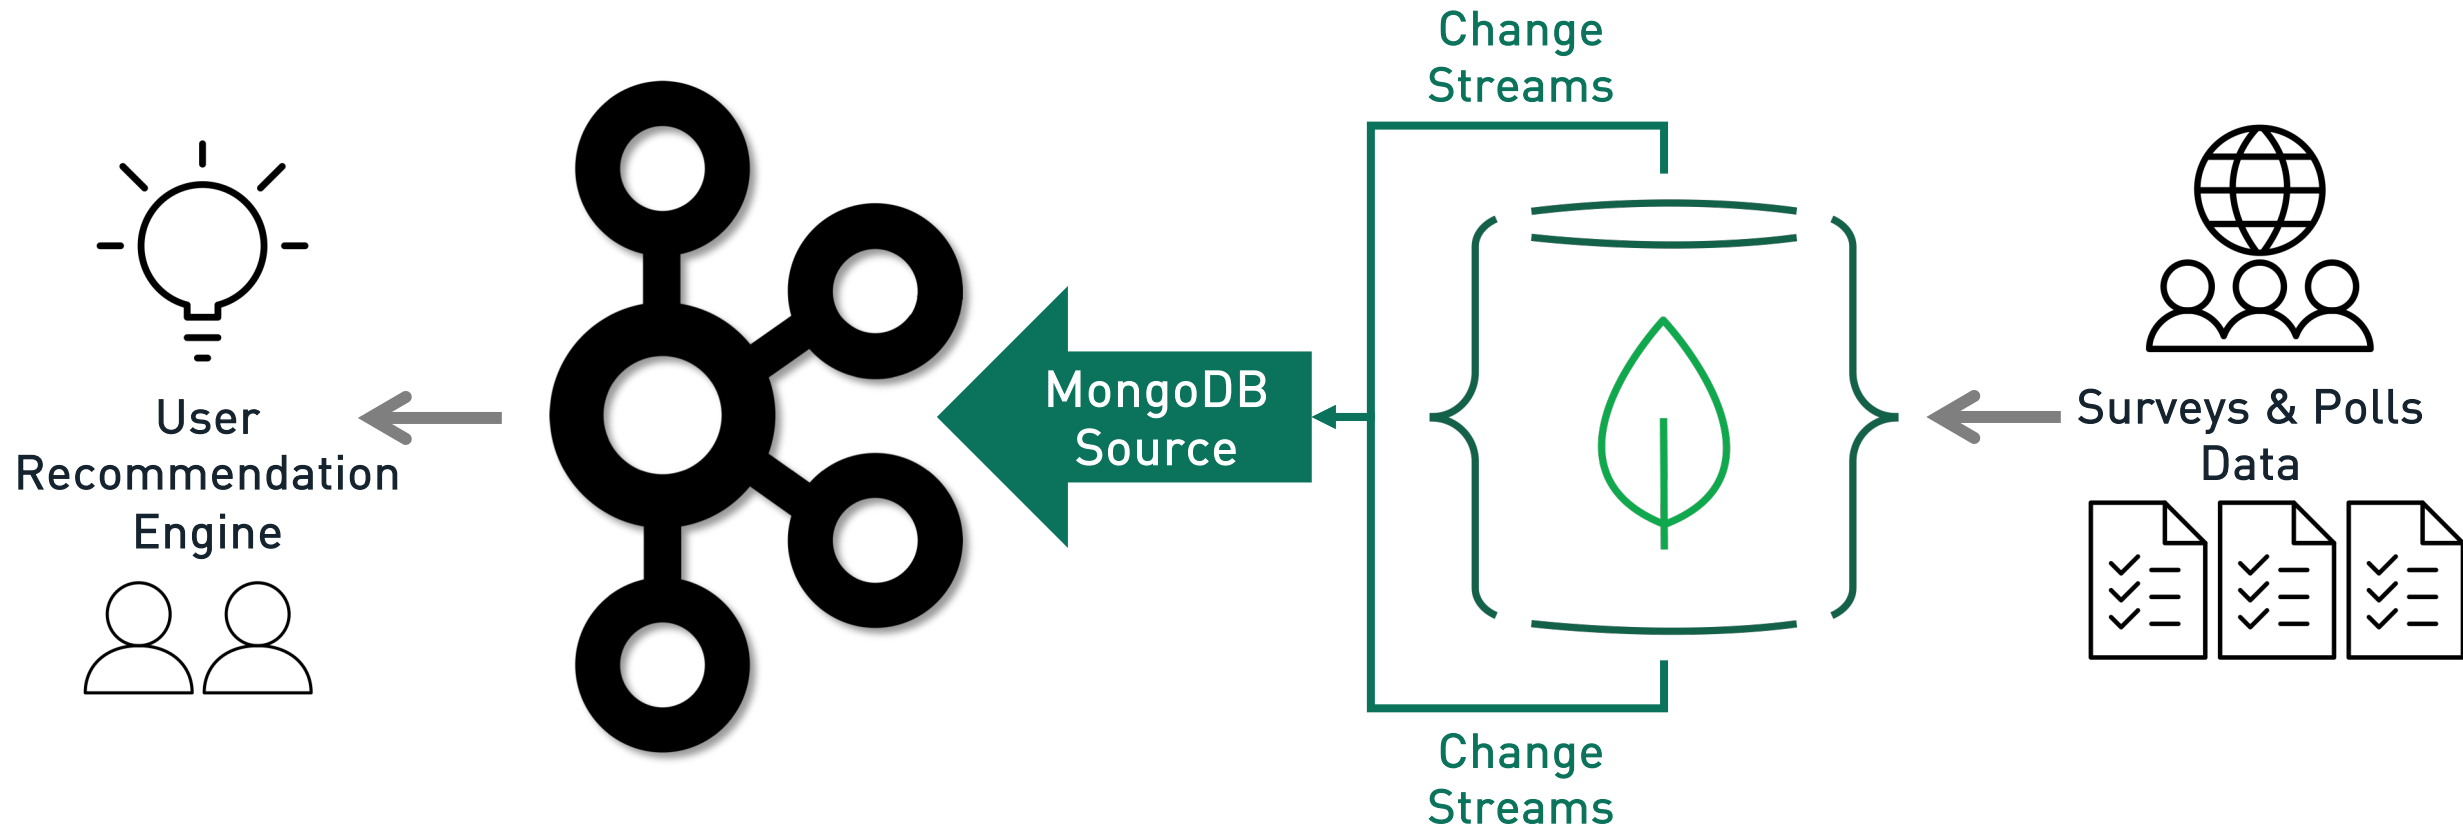 Change
Streams
User
Recommendation
Engine
MongoDB
Source
Surveys & Polls
Data
Change
Streams